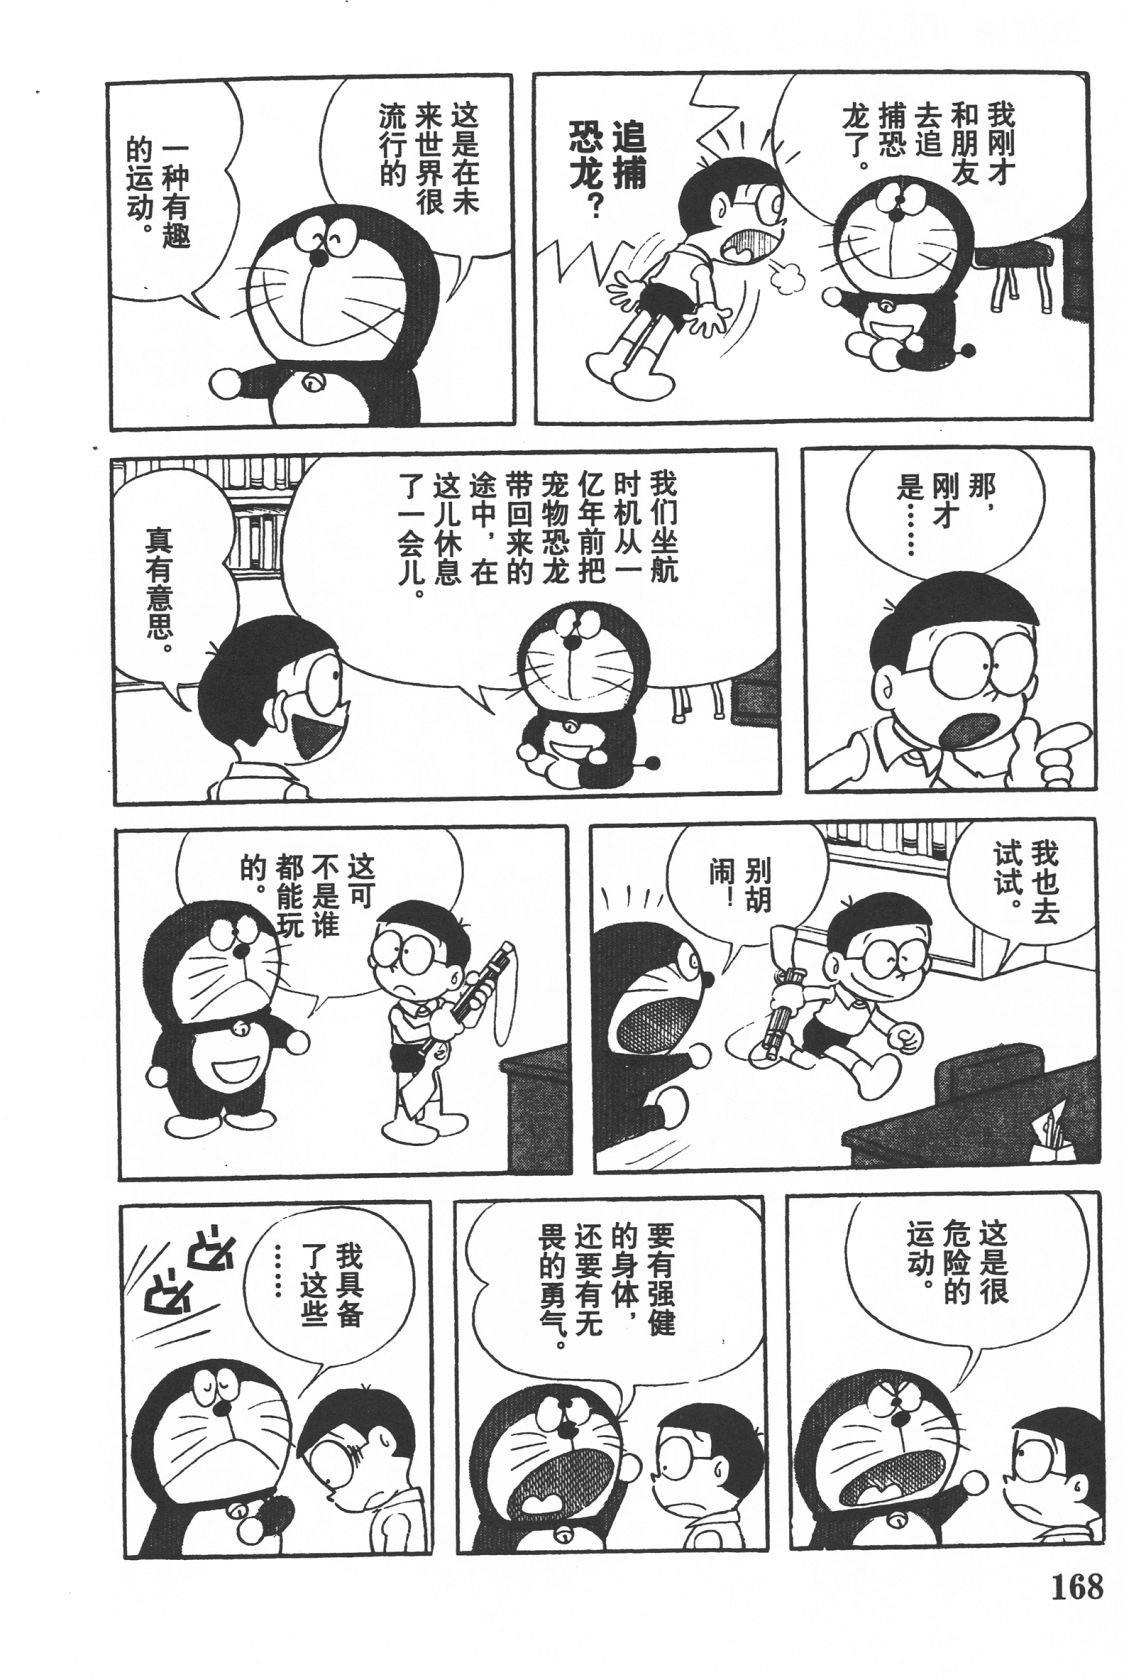 我刚才
和朋友
去追
捕恐
龙了。
追捕
恐龙?
这是在未
来世界很
流行的
一种有趣
的运动。
那,
刚才
是……
我们坐航
时机从一
亿年前把
宠物恐龙
带回来的
途中,在
这儿休息
了一会儿。
真有意思。
我也去
试试。
别胡
闹!
这可
不是谁
都能玩
的。
这是很
危险的
运动。
要有强健
的身体,
还要有无
畏的勇气。
我具备
了这些
……
168